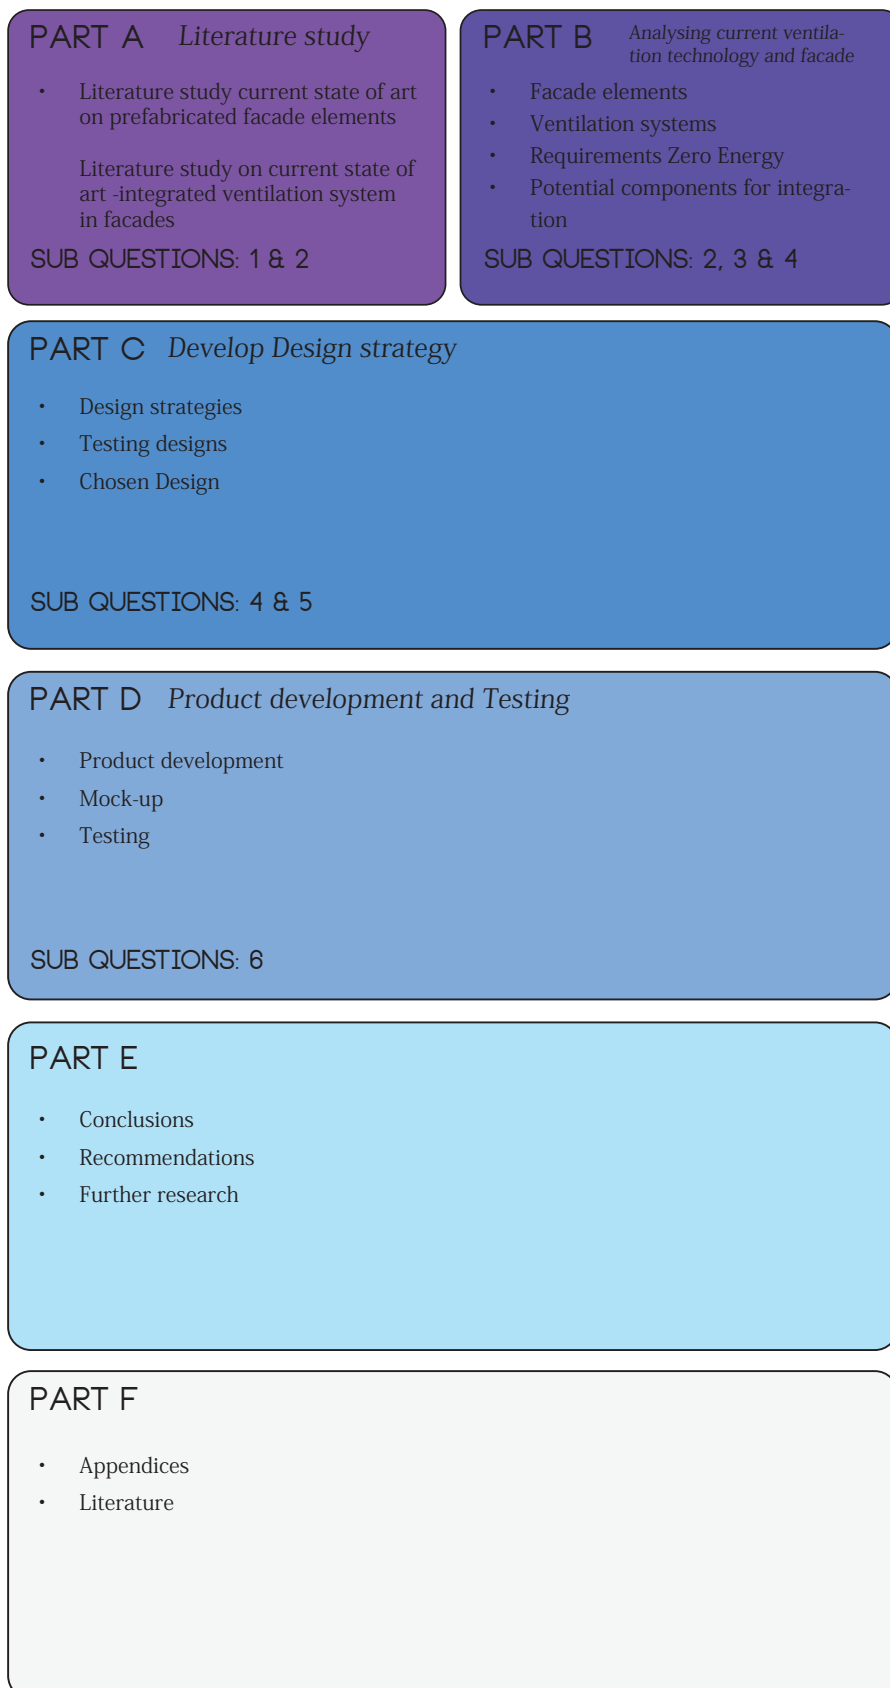 PART A Literature study
• Literature study current state of art
on prefabricated facade elements
Literature study on current state of
art -integrated ventilation system
in facades
SUB QUESTIONS: 1 & 2
PART B Analysing current ventila-
tion technology and facade
• Facade elements
• Ventilation systems
• Requirements Zero Energy
• Potential components for integra-
tion
SUB QUESTIONS: 2, 3 & 4
PART C Develop Design strategy
• Design strategies
• Testing designs
• Chosen Design
SUB QUESTIONS: 4 & 5
PART D Product development and Testing
• Product development
• Mock-up
• Testing
SUB QUESTIONS: 6
PART E
• Conclusions
• Recommendations
• Further research
PART F
• Appendices
• Literature